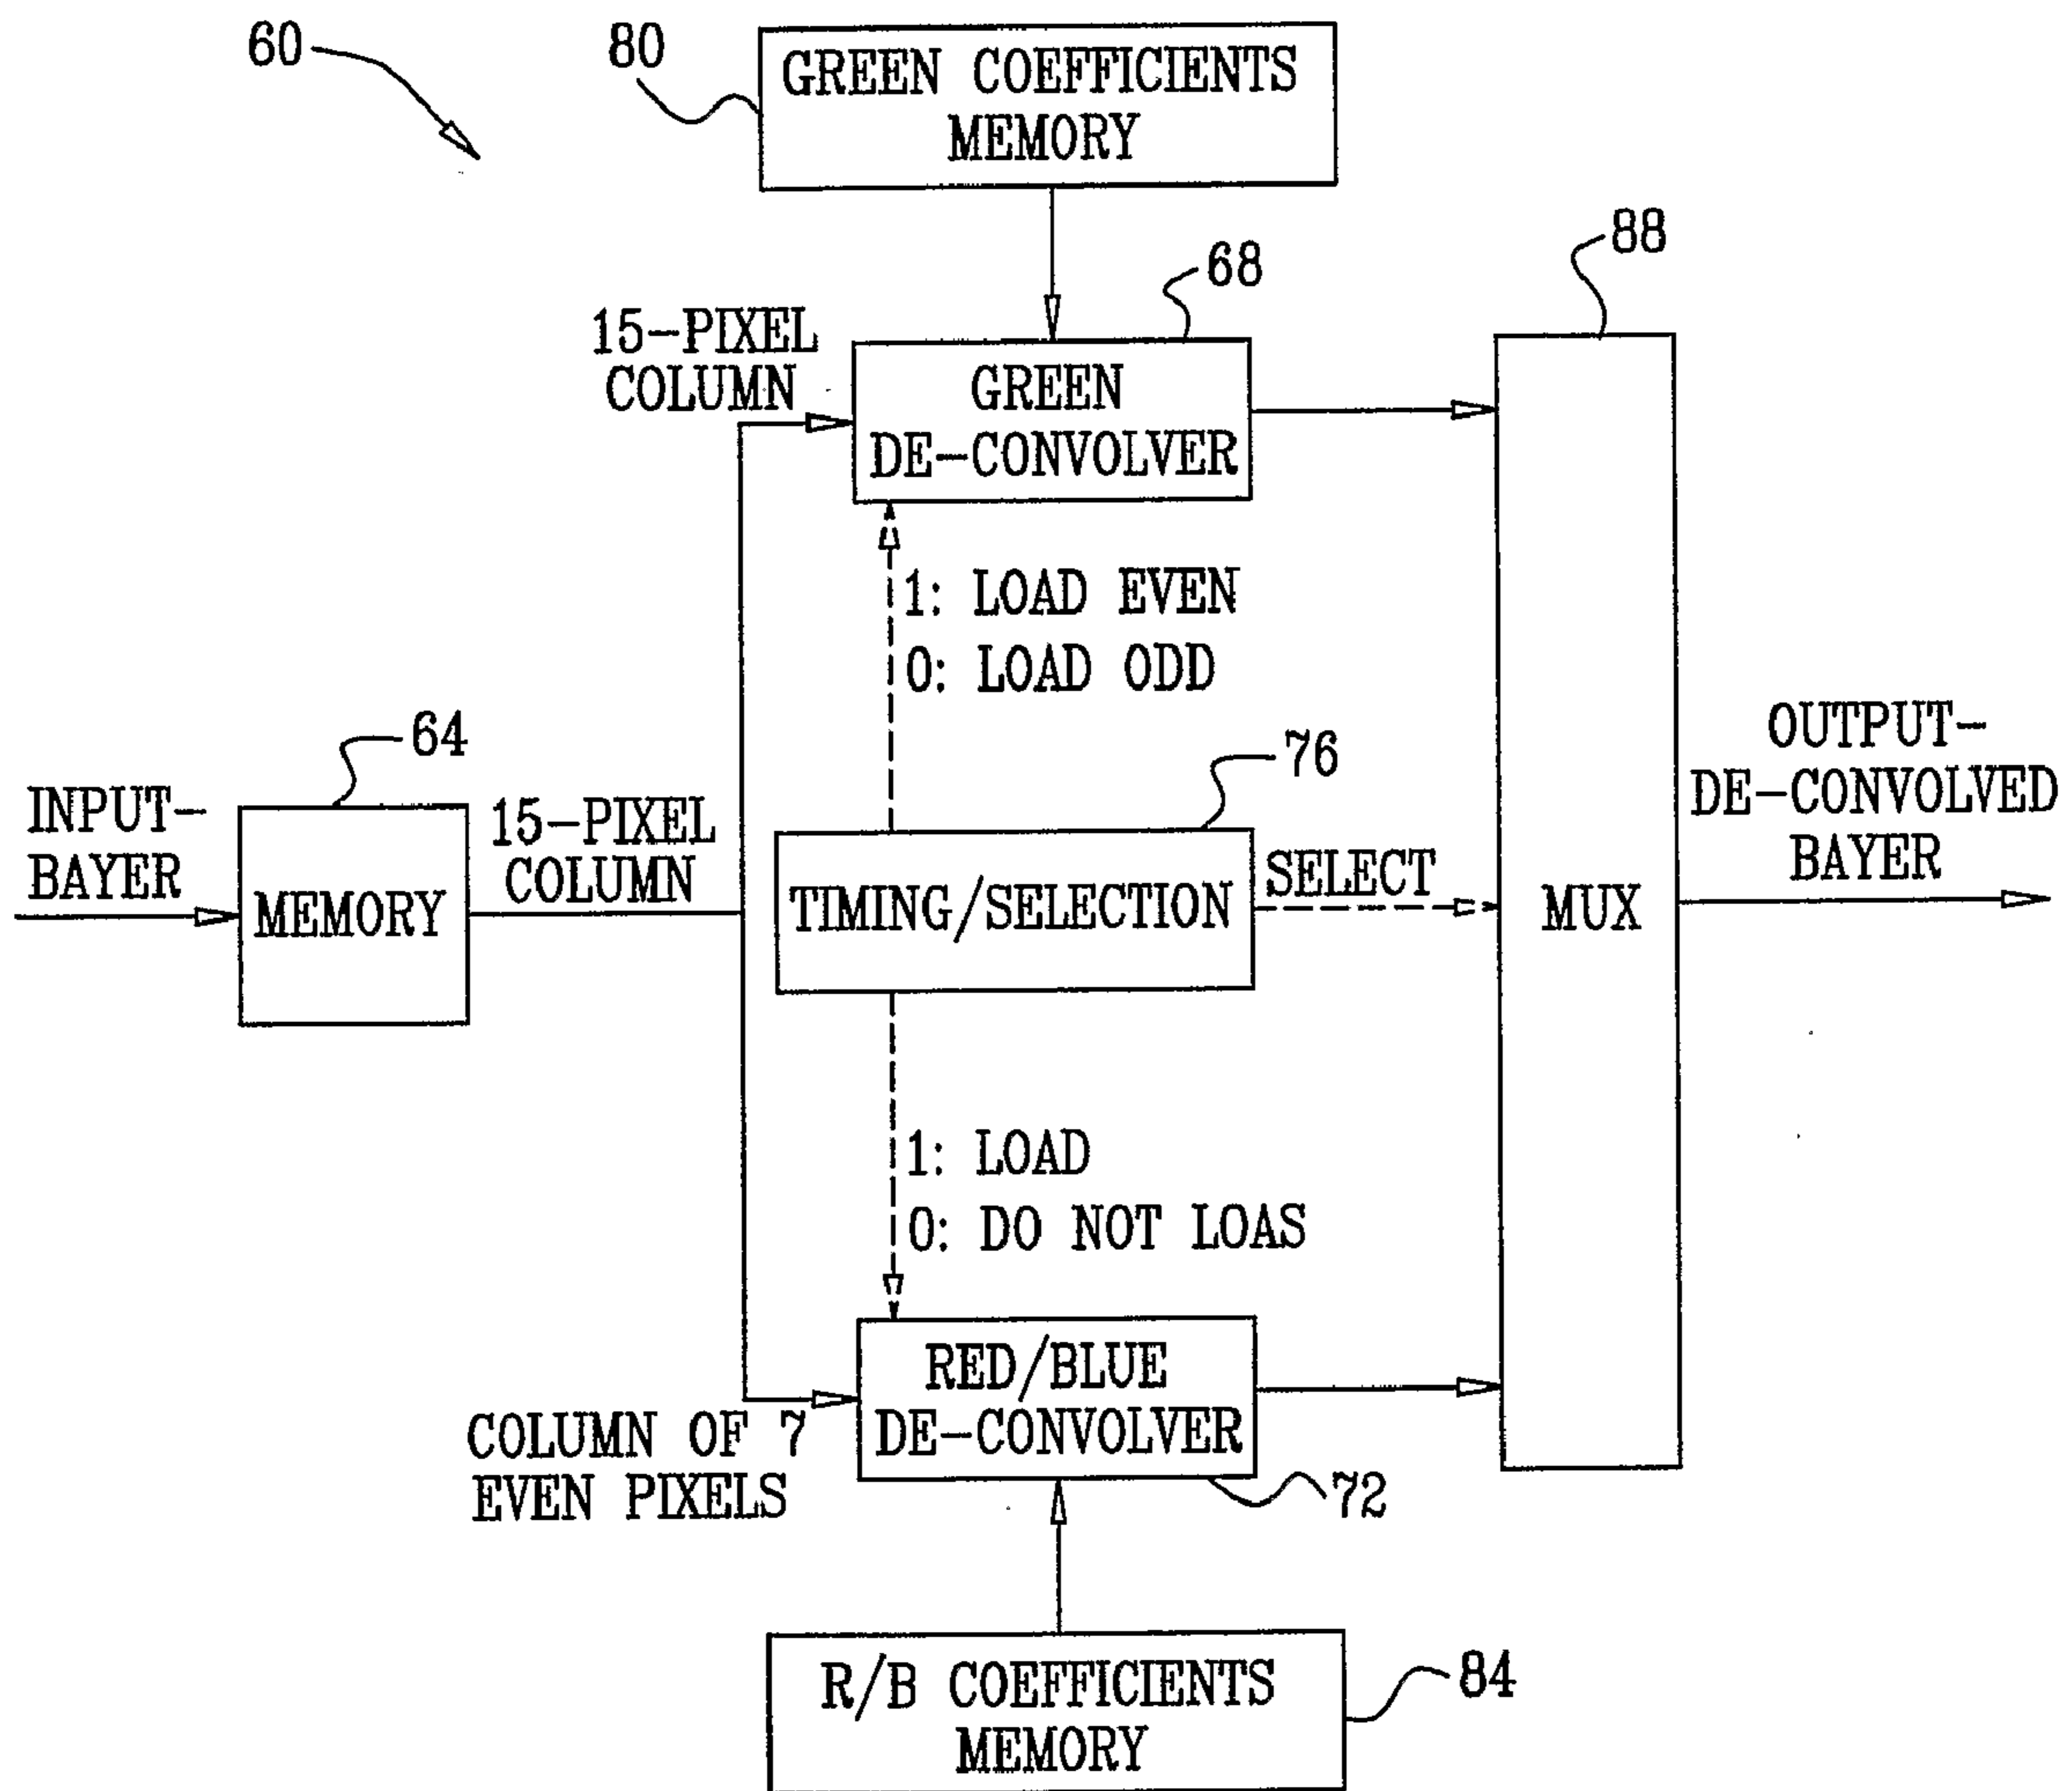 60
80
GREEN COEFFICIENTS
MEMORY
88
68
15-PIXEL
COLUMN
GREEN
DE-CONVOLVER
1: LOAD EVEN
0: LOAD ODD
64
76
OUTPUT-
DE-CONVOLVED
BAYER
INPUT-
BAYER
15-PIXEL
COLUMN
MEMORY
TIMING/SELECTION
SELECT
MUX
1: LOAD
0: DO NOT LOAS
RED/BLUE
DE-CONVOLVER
COLUMN OF 7
EVEN PIXELS
72
R/B COEFFICIENTS
MEMORY
84